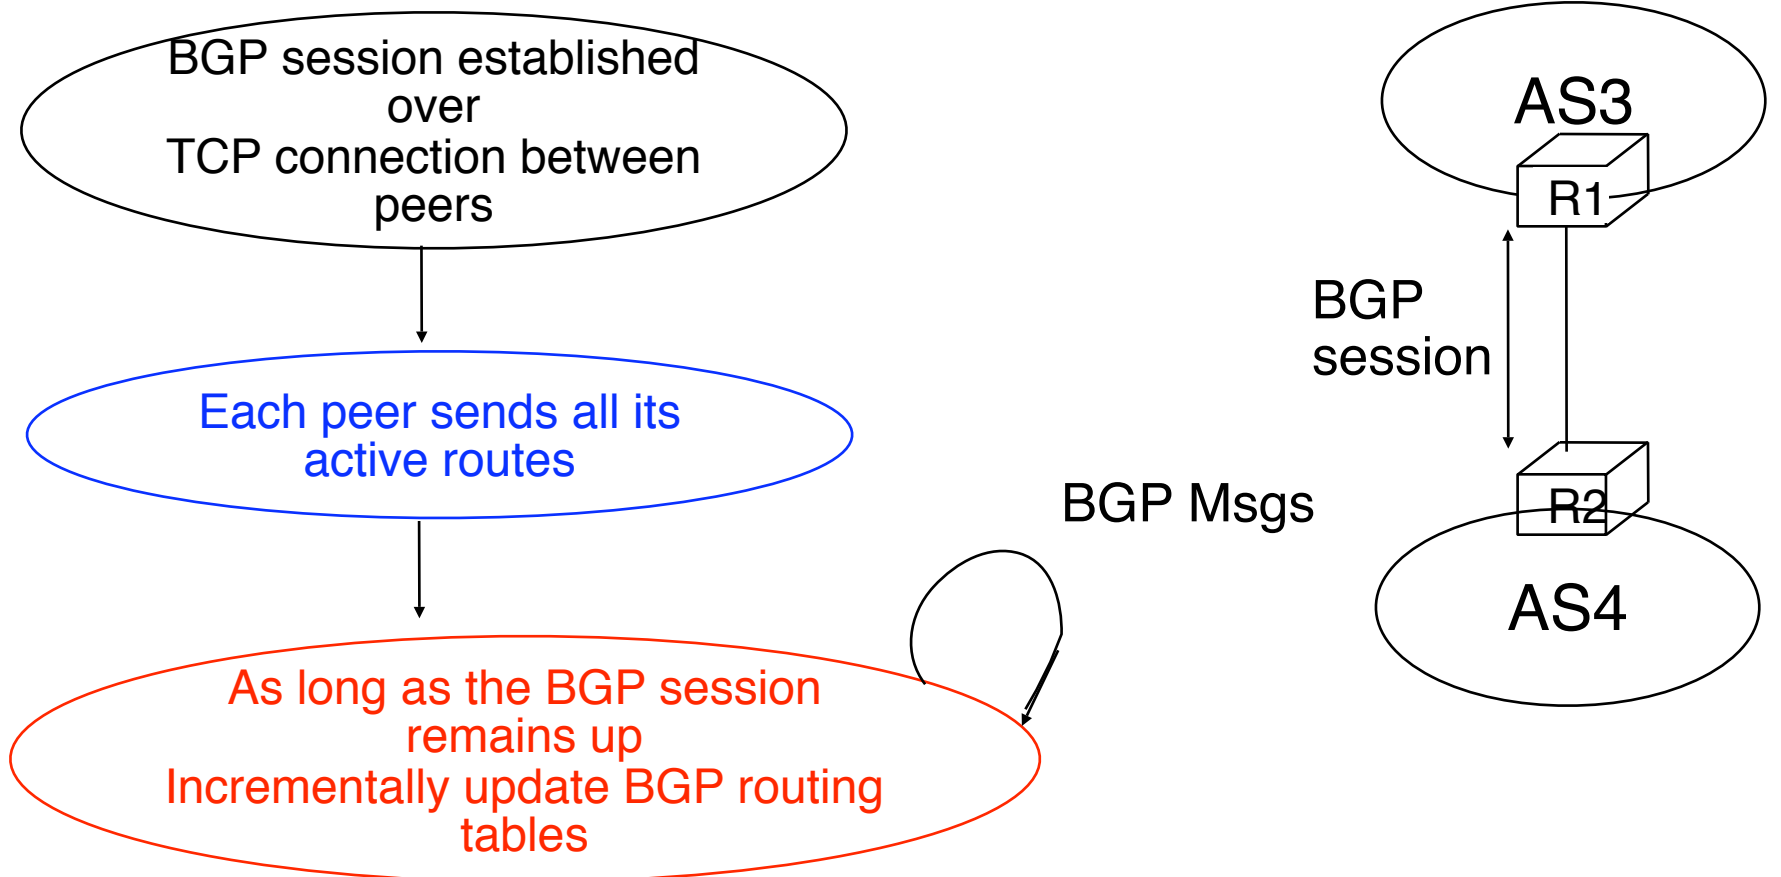 BGP session established
over
TCP connection between
peers
Each peer sends all its
active routes
As long as the BGP session
remains up
Incrementally update BGP routing
tables
BGP Msgs
AS3
R1
BGP
session
R2
AS4